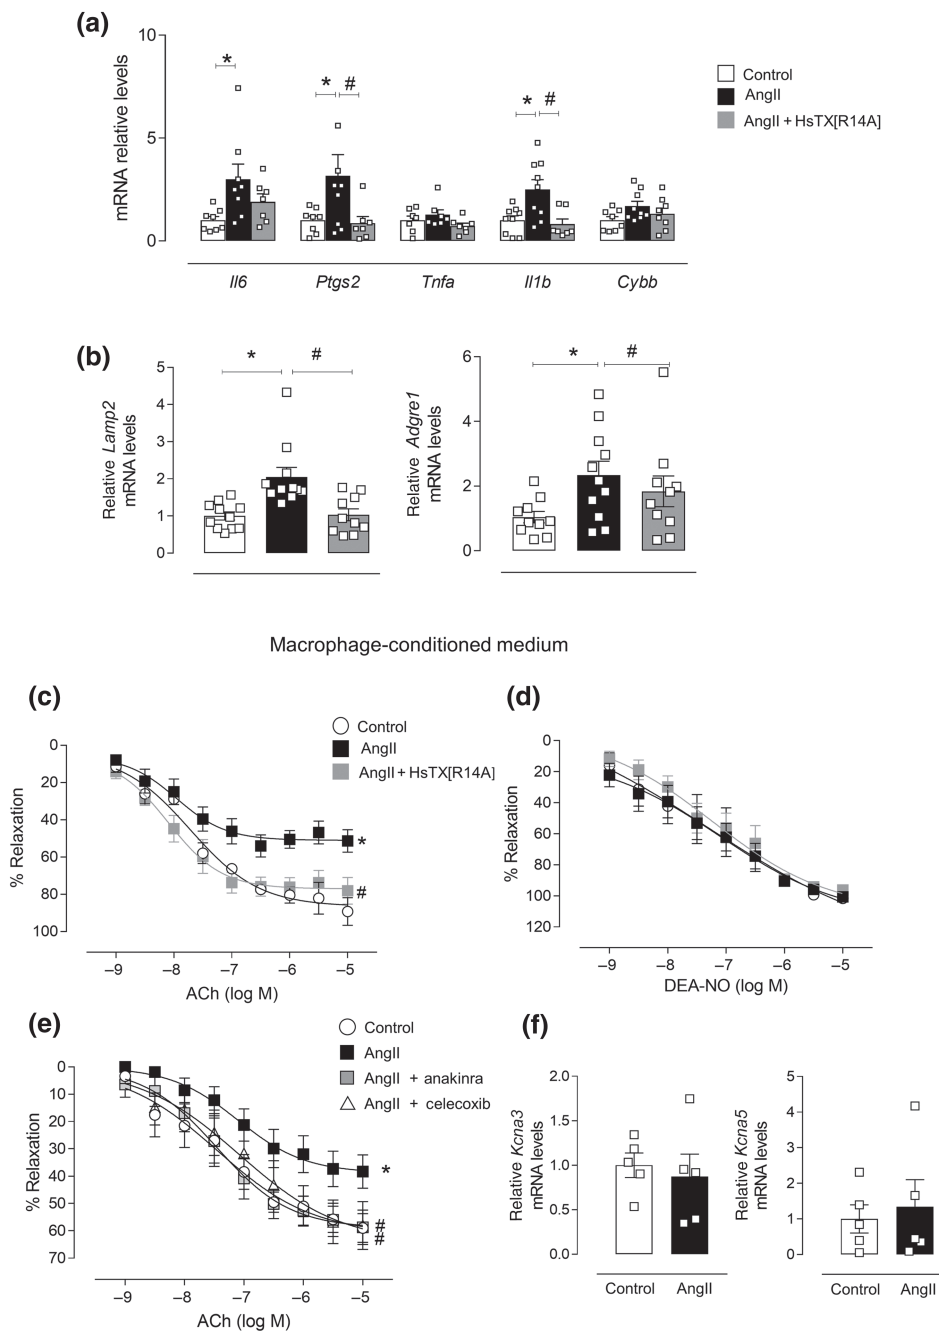 (a)
10
5
0
mRNA relative levels
*
* #
* #
Control
AngII
AngII + HsTX[R14A]
Il6 Ptgs2 Tnfa Il1b Cybb
(b)
5
4
3
2
1
0
Relative Lamp2
mRNA levels
* #
6
4
2
0
Relative Adgre1
mRNA levels
* #
Macrophage-conditioned medium
(c)
Control
AngII
AngII + HsTX[R14A]
0
20
40
60
80
100
% Relaxation
*
#
–9 –8 –7 –6 –5
ACh (log M)
(d)
0
20
40
60
80
100
120
% Relaxation
–9 –8 –7 –6 –5
DEA-NO (log M)
(e)
Control
AngII
AngII + anakinra
AngII + celecoxib
0
10
20
30
40
50
60
70
% Relaxation
*
#
#
–9 –8 –7 –6 –5
ACh (log M)
(f)
2.0
1.5
1.0
0.5
0.0
Relative Kcna3
mRNA levels
Control AngII
5
4
3
2
1
0
Relative Kcna5
mRNA levels
Control AngII